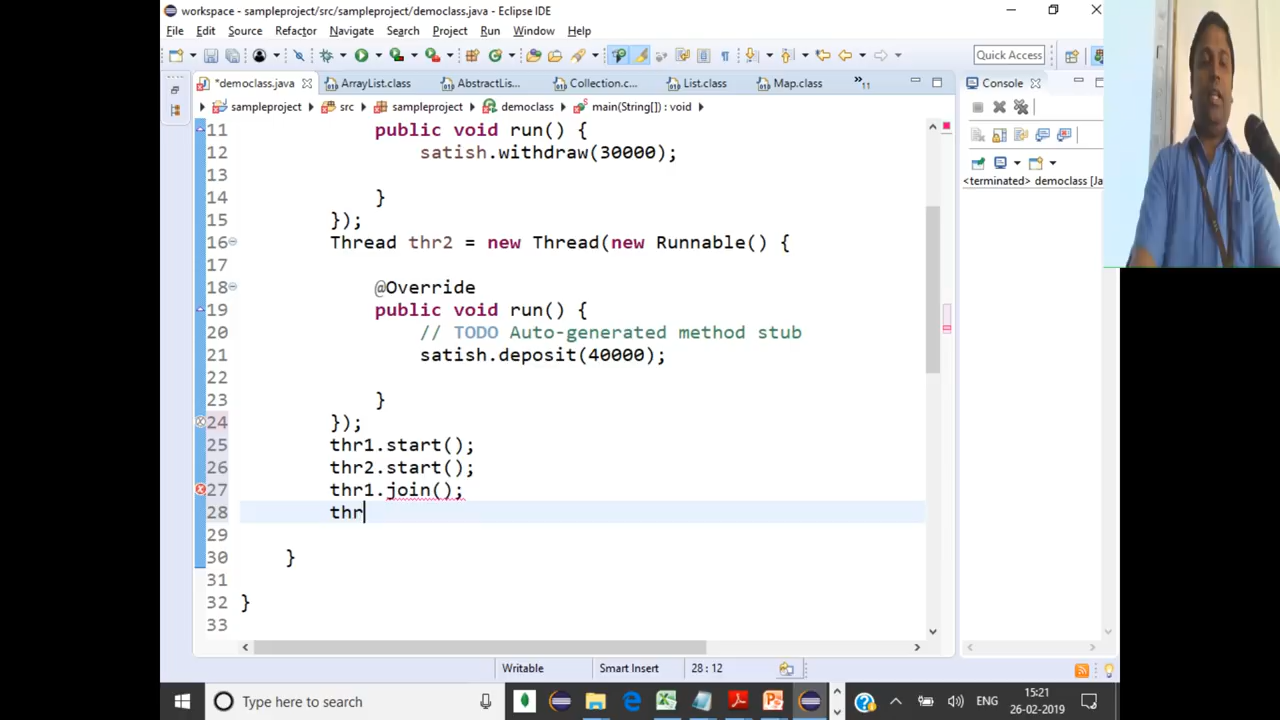 workspace - sampleproject/src/sampleproject/democlass.java - Eclipse IDE
File Edit Source Refactor Navigate Search Project Run Window Help
Quick Access
*democlass.java ArrayList.class AbstractLis... Collection.c... List.class Map.class »11 Console
sampleproject src sampleproject democlass main(String[]) : void
11 public void run() {
12 satish.withdraw(30000);
13
14 }
15 });
16 Thread thr2 = new Thread(new Runnable() {
17
18 @Override
19 public void run() {
20 // TODO Auto-generated method stub
21 satish.deposit(40000);
22
23 }
24 });
25 thr1.start();
26 thr2.start();
27 thr1.join();
28 thr
29
30 }
31
32 }
33
<terminated> democlass [Ja
Writable Smart Insert 28 : 12
Type here to search
ENG
15:21
26-02-2019